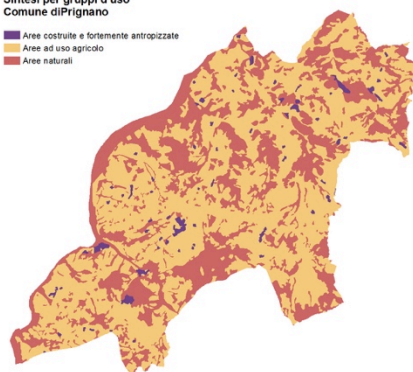 Sintesi per gruppi d'uso
Comune diPrignano
Aree costruite e fortemente antropizzate
Aree ad uso agricolo
Aree naturali